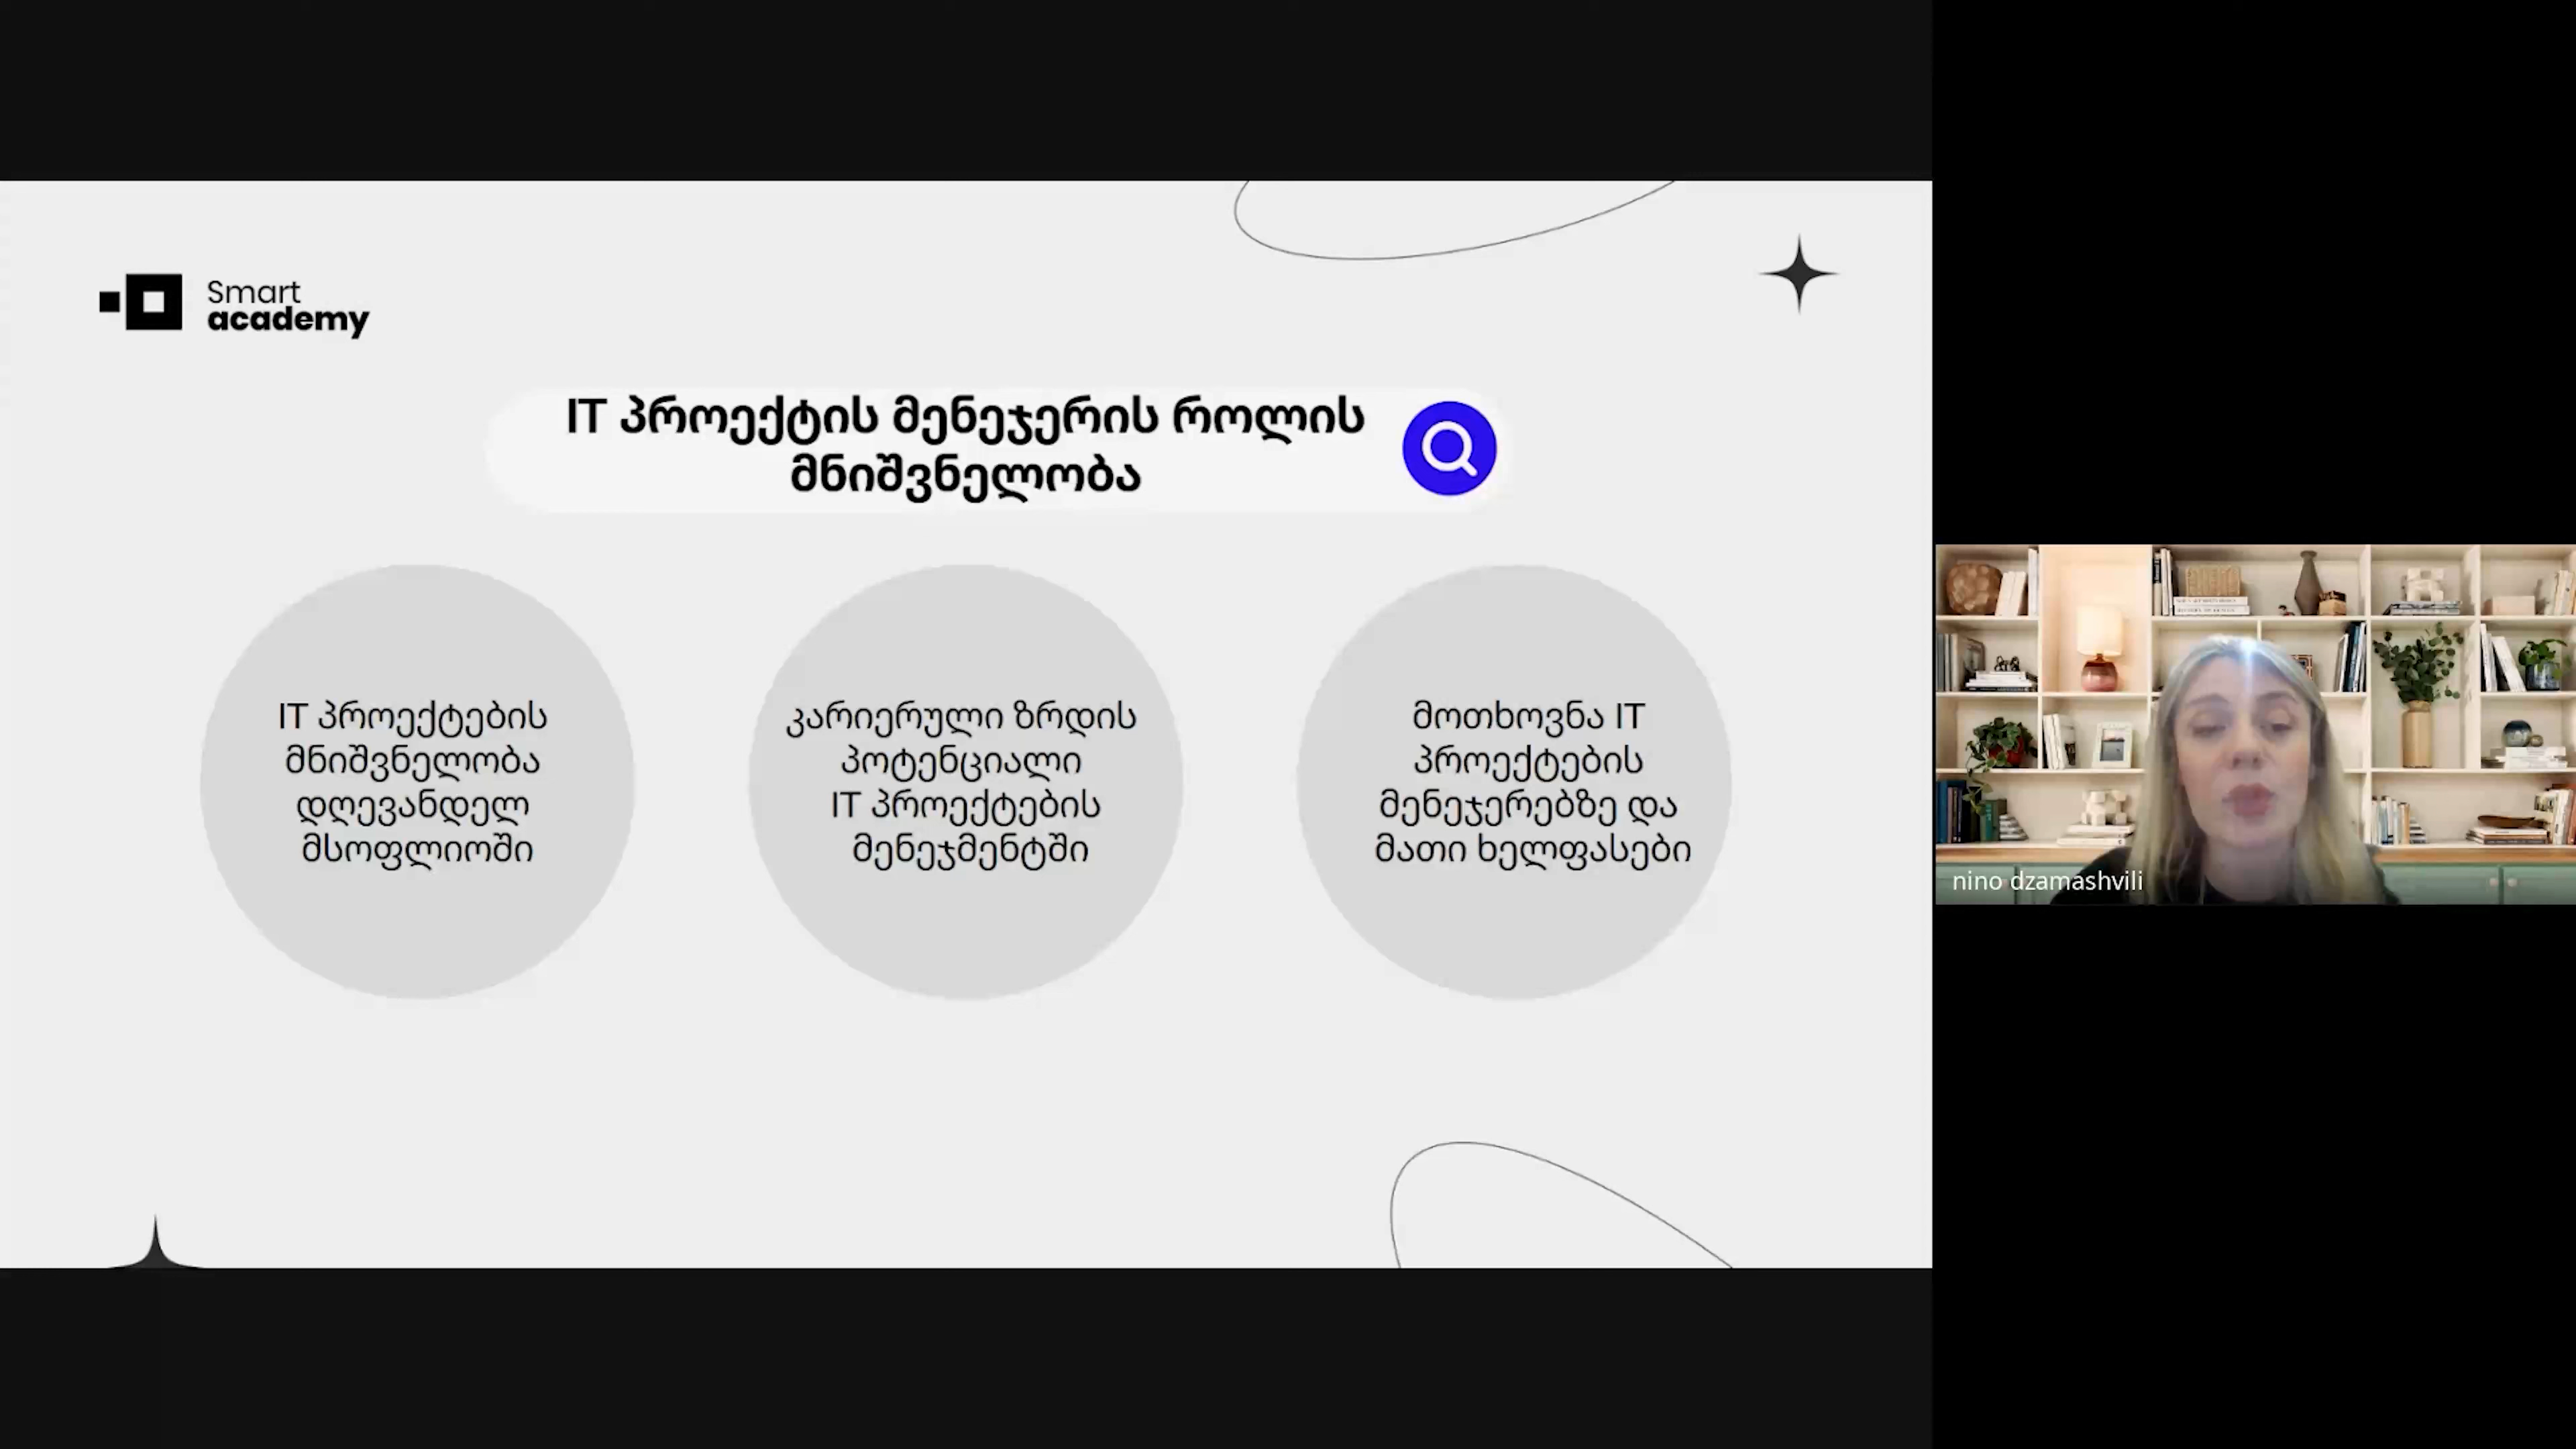 Smart
academy
IT პროექტის მენეჯერის როლის
მნიშვნელობა
IT პროექტების
მნიშვნელობა
დღევანდელ
მსოფლიოში
კარიერული ზრდის
პოტენციალი
IT პროექტების
მენეჯმენტში
მოთხოვნა IT
პროექტების
მენეჯერებზე და
მათი ხელფასები
nino dzamashvili